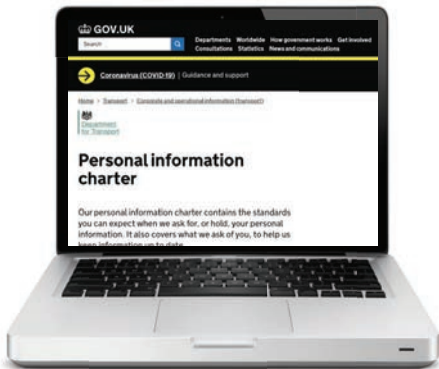 GOV.UK
Search
Departments Worldwide How government works Get involved
Consultations Statistics News and communications
Coronavirus (COVID-19) | Guidance and support
Home > Transport > Corporate and operational information (transport)
Department
for Transport
Personal information
charter
Our personal information charter contains the standards
you can expect when we ask for, or hold, your personal
information. It also covers what we ask of you, to help us
keep information up to date.